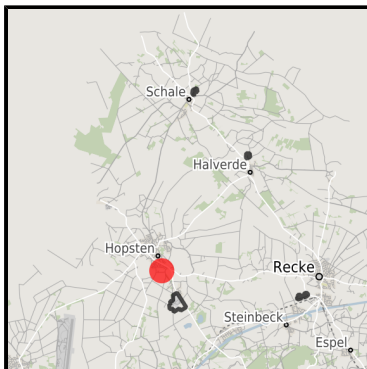 Schale
Halverde
Hopsten
Recke
Steinbeck
Espel